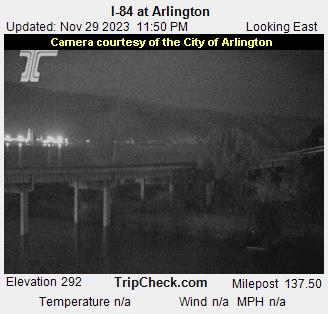 I-84 at Arlington
Updated: Nov 29 2023 11:50 PM Looking East
Camera courtesy of the City of Arlington
Elevation 292 TripCheck.com Milepost 137.50
Temperature n/a Wind n/a MPH n/a